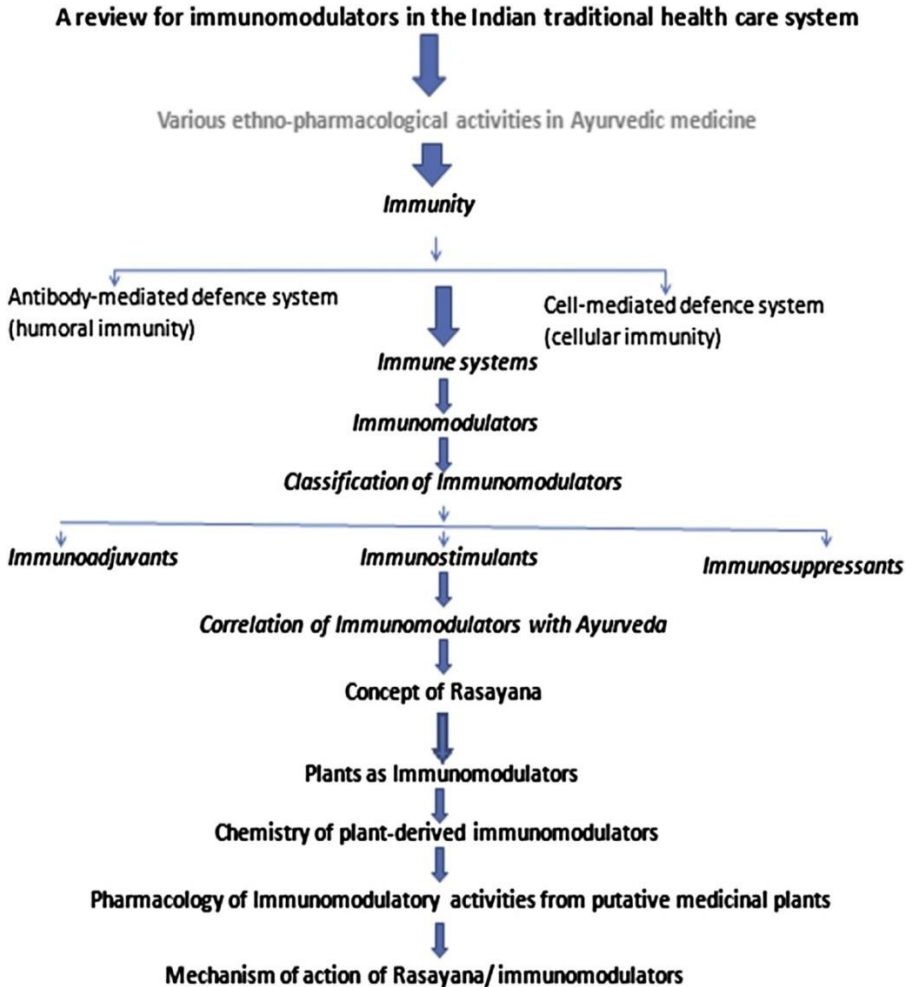 A review for immunomodulators in the Indian traditional health care system
Various ethno-pharmacological activities in Ayurvedic medicine
Immunity
Antibody-mediated defence system
(humoral immunity)
Cell-mediated defence system
(cellular immunity)
Immune systems
Immunomodulators
Classification of Immunomodulators
Immunoadjuvants
Immunostimulants
Immunosuppressants
Correlation of Immunomodulators with Ayurveda
Concept of Rasayana
Plants as Immunomodulators
Chemistry of plant-derived immunomodulators
Pharmacology of Immunomodulatory activities from putative medicinal plants
Mechanism of action of Rasayana/ immunomodulators